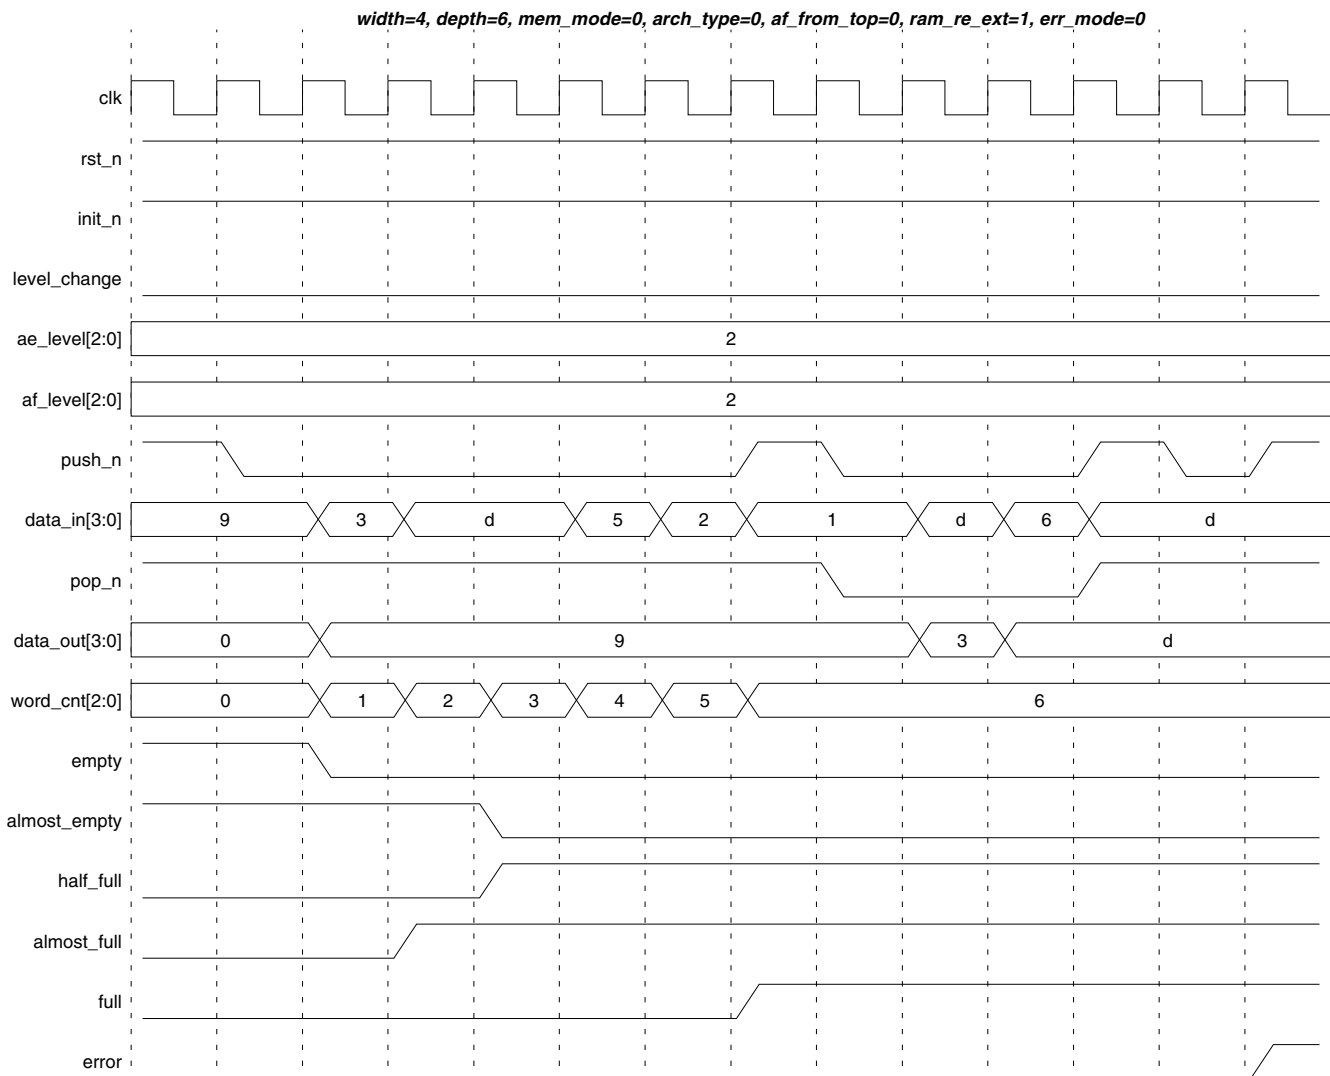 width=4, depth=6, mem_mode=0, arch_type=0, af_from_top=0, ram_re_ext=1, err_mode=0
clk
rst_n
init_n
level_change
ae_level[2:0] 2
af_level[2:0] 2
push_n
data_in[3:0] 9 3 d 5 2 1 d 6 d
pop_n
data_out[3:0] 0 9 3 d
word_cnt[2:0] 0 1 2 3 4 5 6
empty
almost_empty
half_full
almost_full
full
error